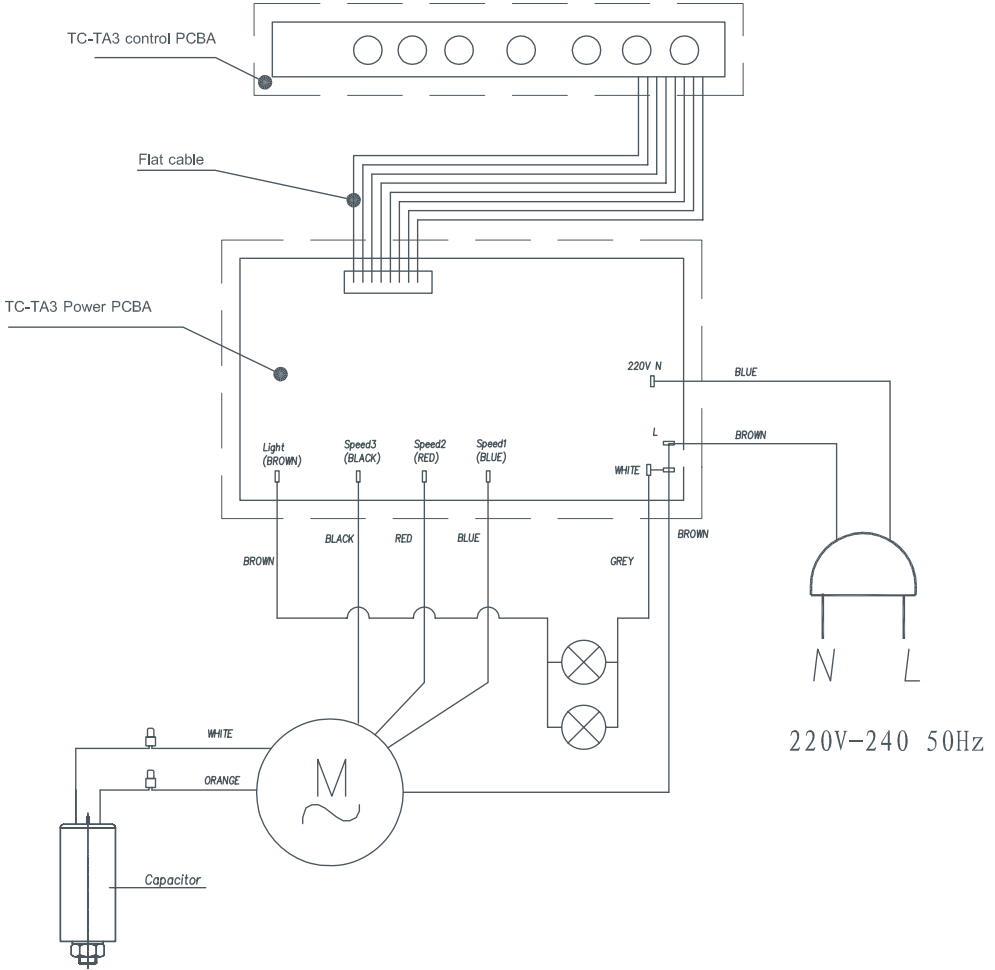 TC-TA3 control PCBA
Flat cable
TC-TA3 Power PCBA
220V N
BLUE
L
BROWN
Light
(BROWN)
Speed3
(BLACK)
Speed2
(RED)
Speed1
(BLUE)
WHITE
BLACK
RED
BLUE
BROWN
BROWN
GREY
N
L
220V-240 50Hz
WHITE
ORANGE
M
Capacitor